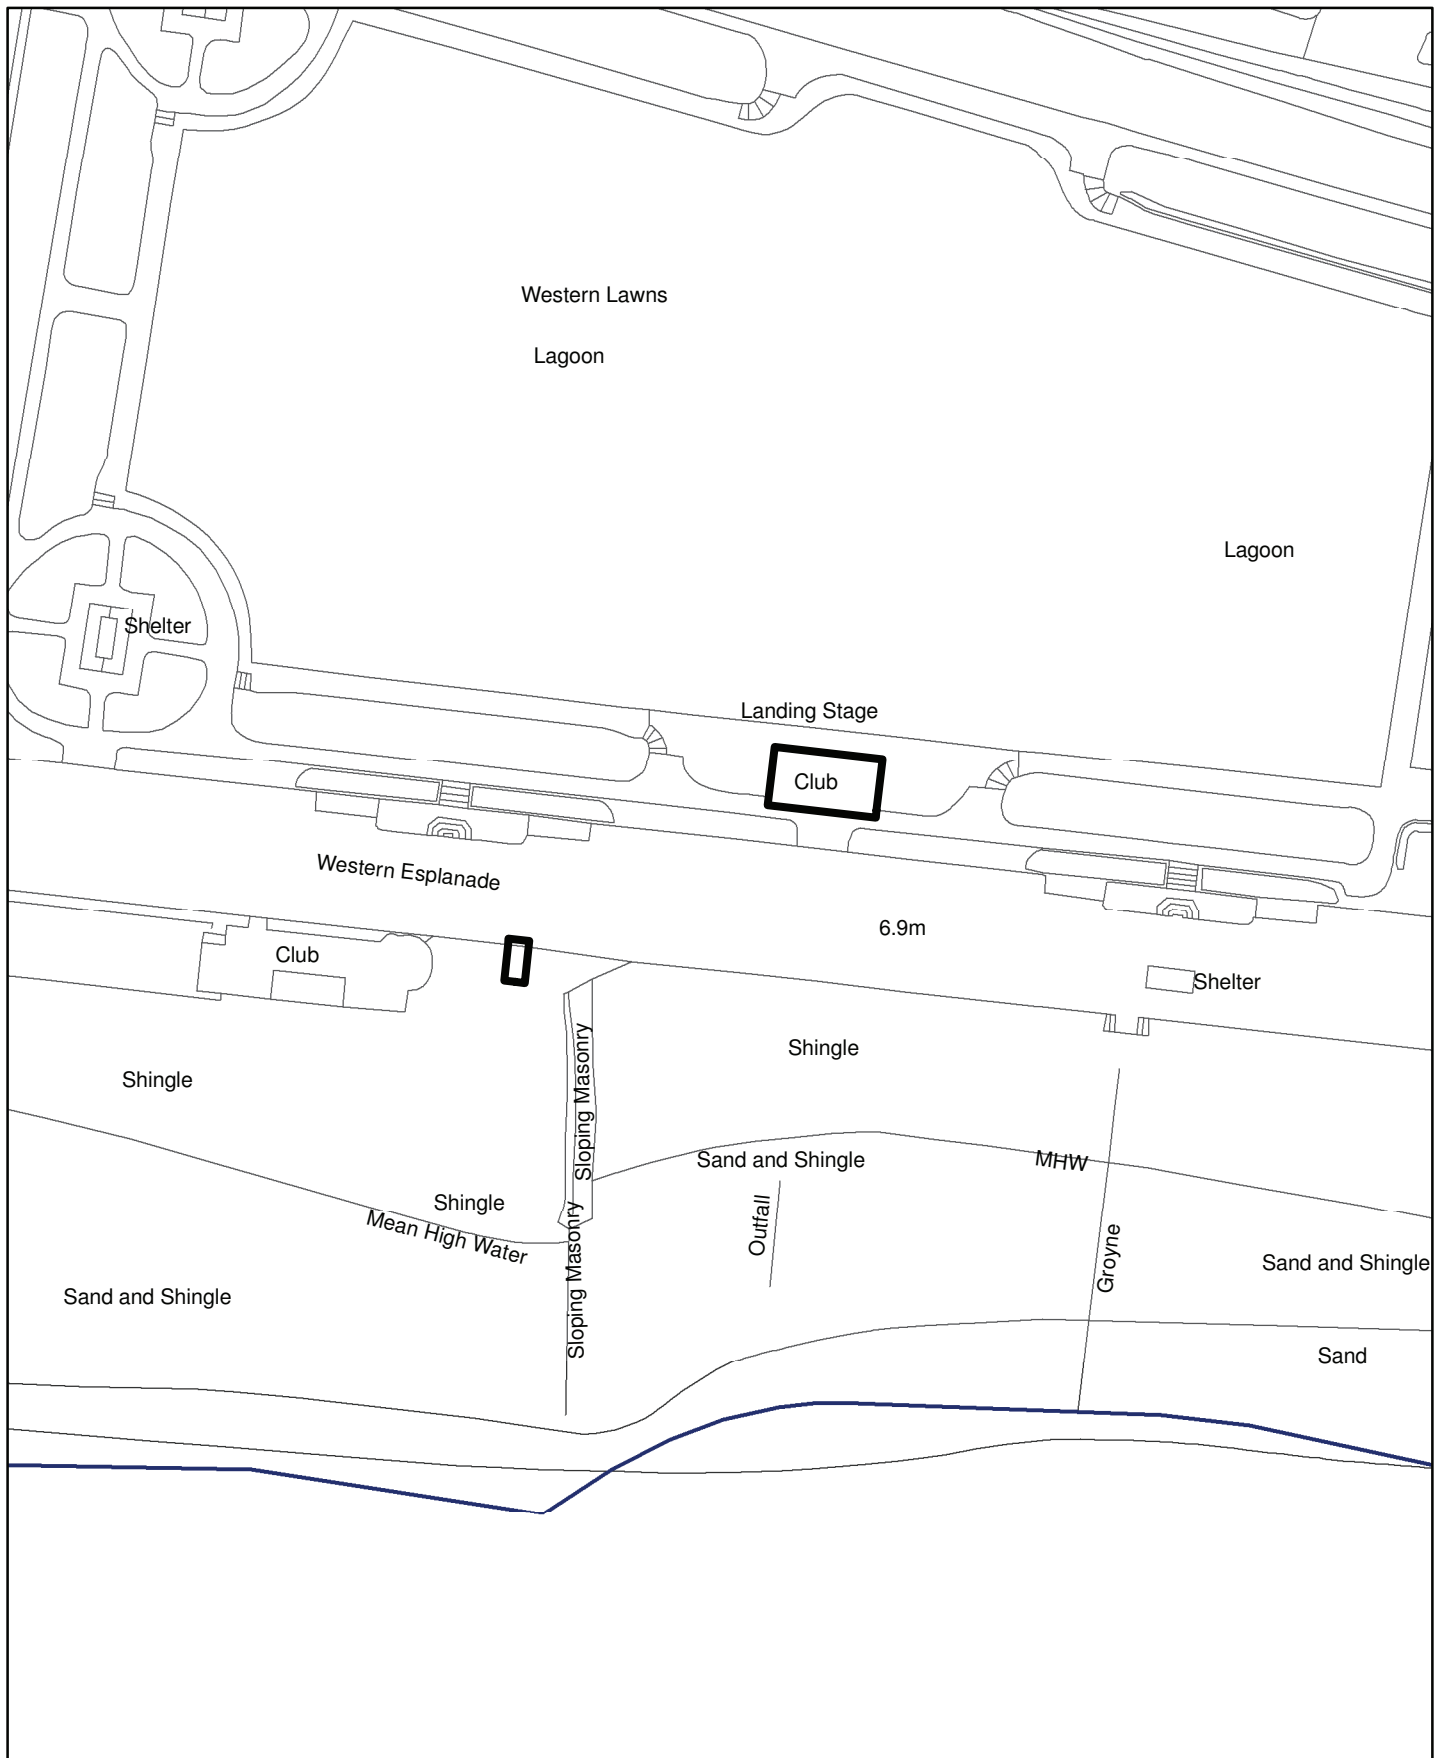 Western Lawns
Lagoon
Lagoon
Shelter
Landing Stage
Club
Western Esplanade
6.9m
Club
Shelter
Sloping Masonry
Shingle
Shingle
Sand and Shingle
MHW
Shingle
Mean High Water
Outfall
Groyne
Sloping Masonry
Sand and Shingle
Sand and Shingle
Sand